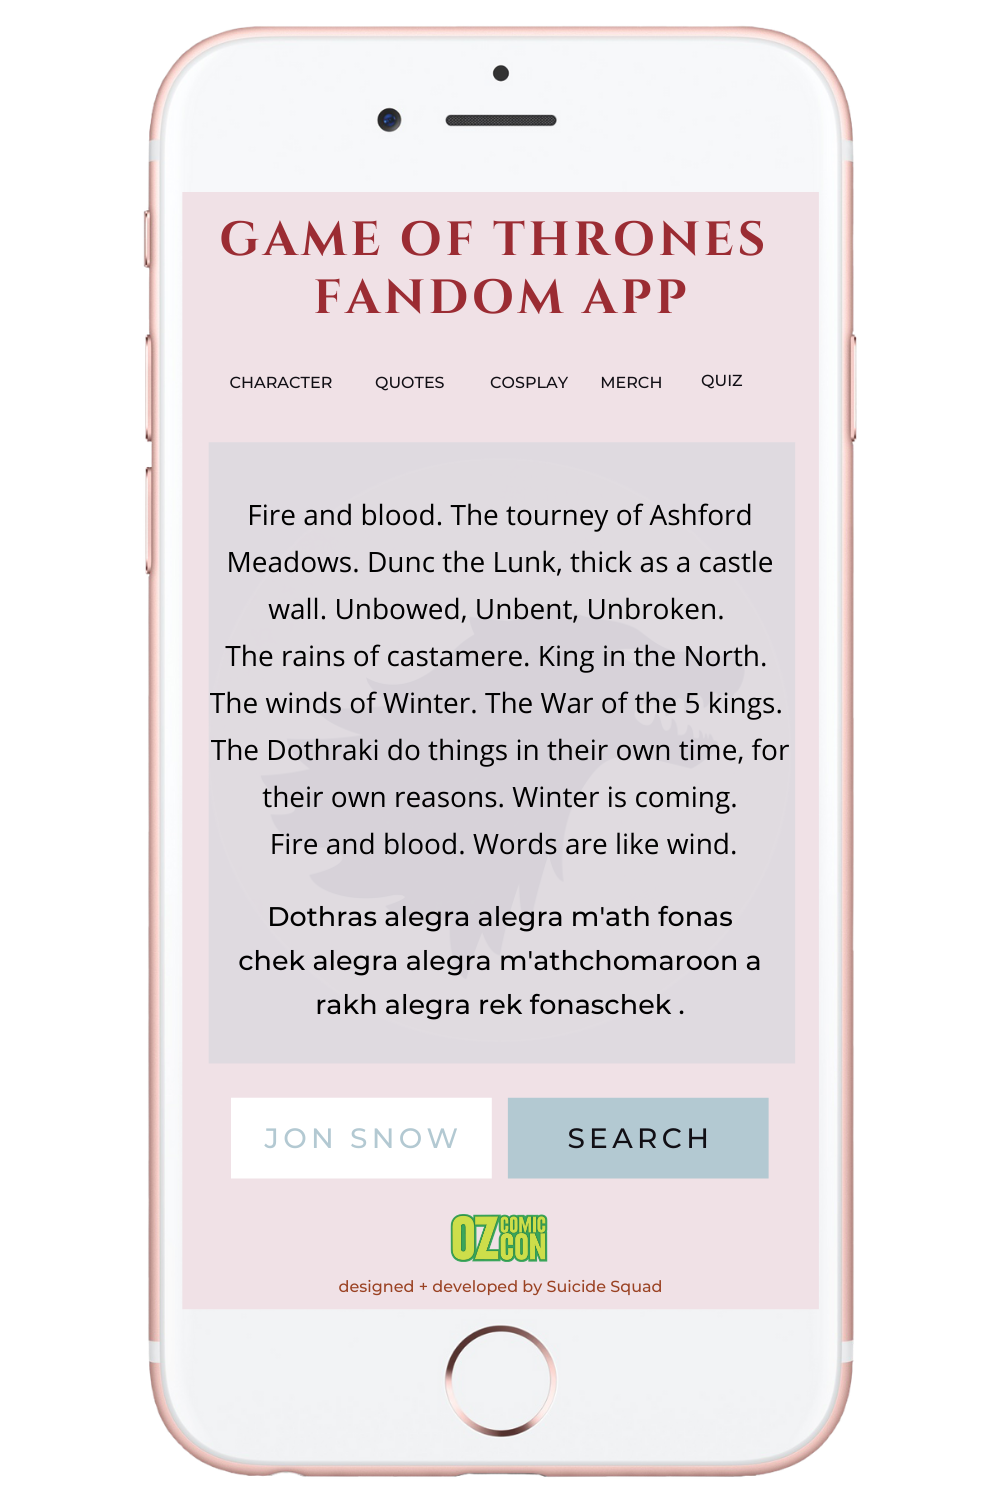 GAME OF THRONES
FANDOM APP
CHARACTER QUOTES COSPLAY MERCH QUIZ
Fire and blood. The tourney of Ashford
Meadows. Dunc the Lunk, thick as a castle
wall. Unbowed, Unbent, Unbroken.
The rains of castamere. King in the North.
The winds of Winter. The War of the 5 kings.
The Dothraki do things in their own time, for
their own reasons. Winter is coming.
Fire and blood. Words are like wind.
Dothras alegra alegra m'ath fonas
chek alegra alegra m'athchomaroon a
rakh alegra rek fonaschek .
JON SNOW SEARCH
OZ COMIC CON
designed + developed by Suicide Squad